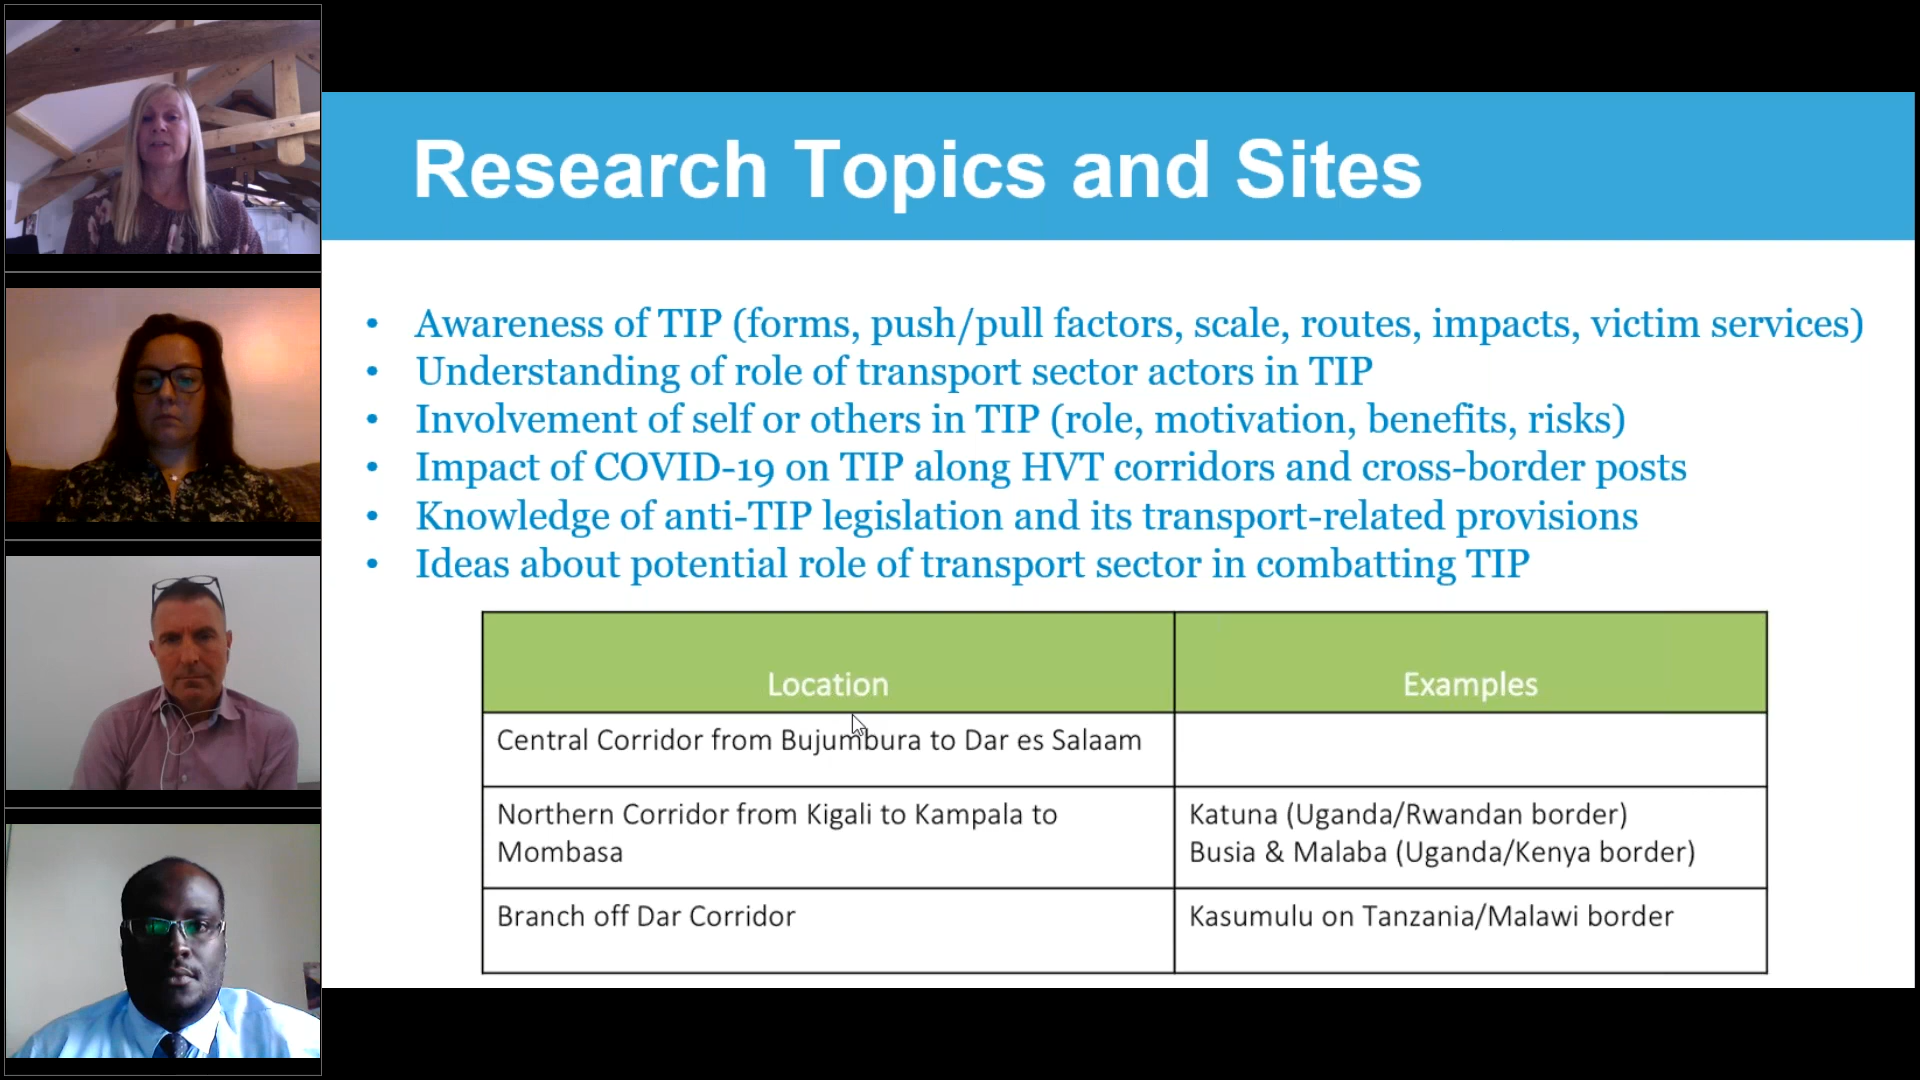 Research Topics and Sites
• Awareness of TIP (forms, push/pull factors, scale, routes, impacts, victim services)
• Understanding of role of transport sector actors in TIP
• Involvement of self or others in TIP (role, motivation, benefits, risks)
• Impact of COVID-19 on TIP along HVT corridors and cross-border posts
• Knowledge of anti-TIP legislation and its transport-related provisions
• Ideas about potential role of transport sector in combatting TIP
Location
Examples
Central Corridor from Bujumbura to Dar es Salaam
Northern Corridor from Kigali to Kampala to
Mombasa
Katuna (Uganda/Rwandan border)
Busia & Malaba (Uganda/Kenya border)
Branch off Dar Corridor
Kasumulu on Tanzania/Malawi border